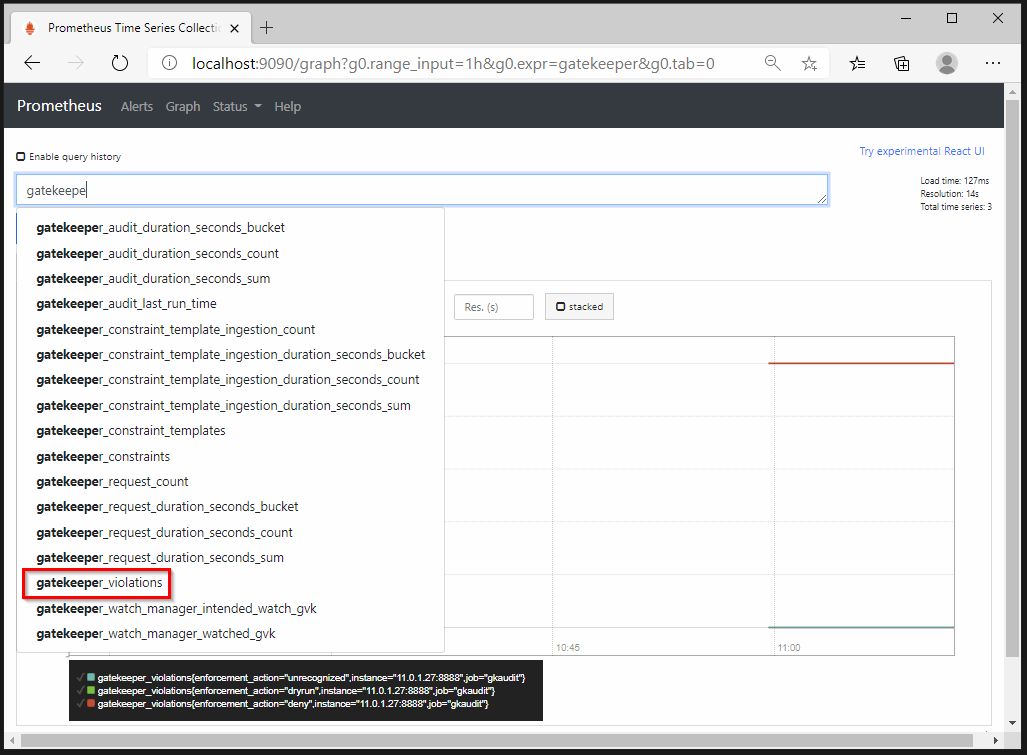 Prometheus Time Series Collecti
localhost:9090/graph?g0.range_input=1h&g0.expr=gatekeeper&g0.tab=0
Prometheus Alerts Graph Status Help
Enable query history
Try experimental React UI
gatekeepe
Load time: 127ms
Resolution: 14s
Total time series: 3
gatekeeper_audit_duration_seconds_bucket
gatekeeper_audit_duration_seconds_count
gatekeeper_audit_duration_seconds_sum
gatekeeper_audit_last_run_time
gatekeeper_constraint_template_ingestion_count
gatekeeper_constraint_template_ingestion_duration_seconds_bucket
gatekeeper_constraint_template_ingestion_duration_seconds_count
gatekeeper_constraint_template_ingestion_duration_seconds_sum
gatekeeper_constraint_templates
gatekeeper_constraints
gatekeeper_request_count
gatekeeper_request_duration_seconds_bucket
gatekeeper_request_duration_seconds_count
gatekeeper_request_duration_seconds_sum
gatekeeper_violations
gatekeeper_watch_manager_intended_watch_gvk
gatekeeper_watch_manager_watched_gvk
Res. (s)
stacked
10:45
11:00
gatekeeper_violations{enforcement_action="unrecognized",instance="11.0.1.27:8888",job="gkaudit"}
gatekeeper_violations{enforcement_action="dryrun",instance="11.0.1.27:8888",job="gkaudit"}
gatekeeper_violations{enforcement_action="deny",instance="11.0.1.27:8888",job="gkaudit"}